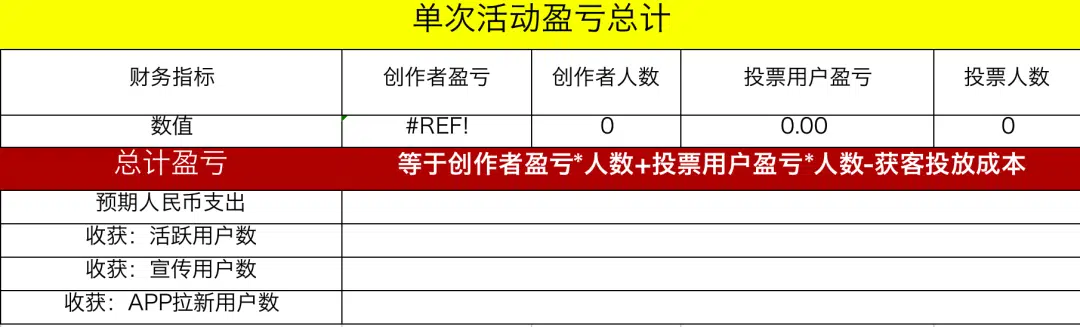 单次活动盈亏总计
财务指标 创作者盈亏 创作者人数 投票用户盈亏 投票人数
数值 #REF! 0 0.00 0
总计盈亏 等于创作者盈亏*人数+投票用户盈亏*人数-获客投放成本
预期人民币支出
收获：活跃用户数
收获：宣传用户数
收获：APP拉新用户数